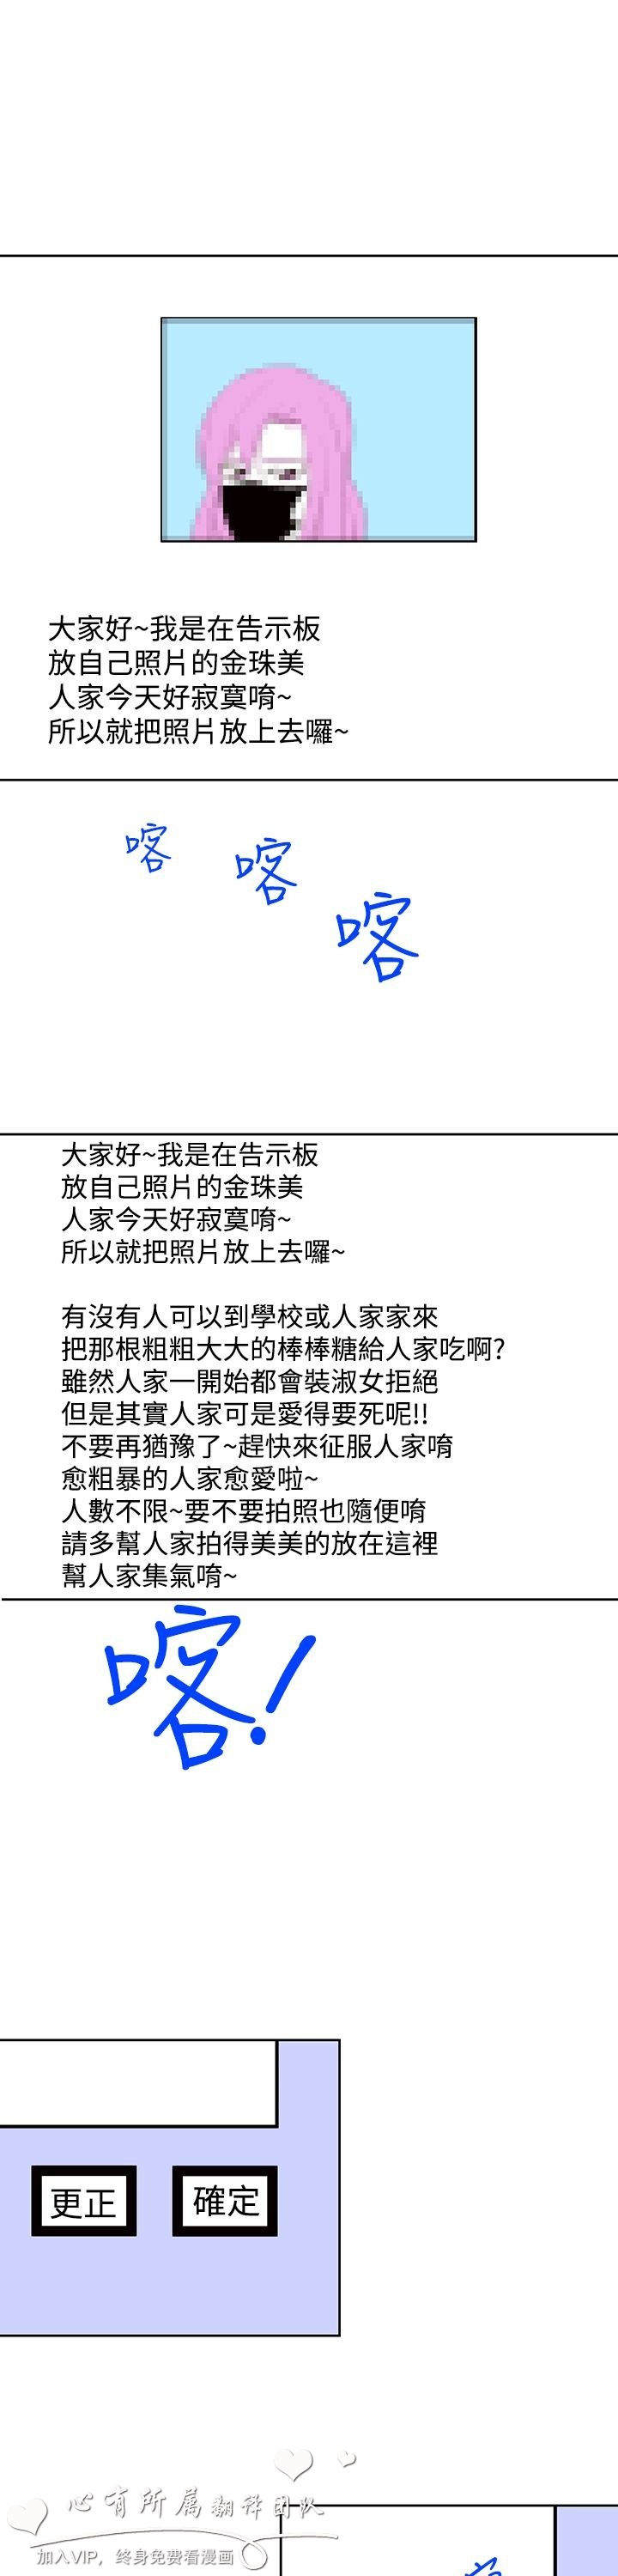 大家好~我是在告示板
放自己照片的金珠美
人家今天好寂寞唷~
所以就把照片放上去囉~
喀
喀
喀
大家好~我是在告示板
放自己照片的金珠美
人家今天好寂寞唷~
所以就把照片放上去囉~
有沒有人可以到學校或人家家來
把那根粗粗大大的棒棒糖給人家吃啊?
雖然人家一開始都會裝淑女拒絕
但是其實人家可是愛得要死呢!!
不要再猶豫了~趕快來征服人家唷
愈粗暴的人家愈愛啦~
人數不限~要不要拍照也隨便唷
請多幫人家拍得美美的放在這裡
幫人家集氣唷~
喀!
更正
確定
心有所属翻译团队
加入VIP，终身免费看漫画